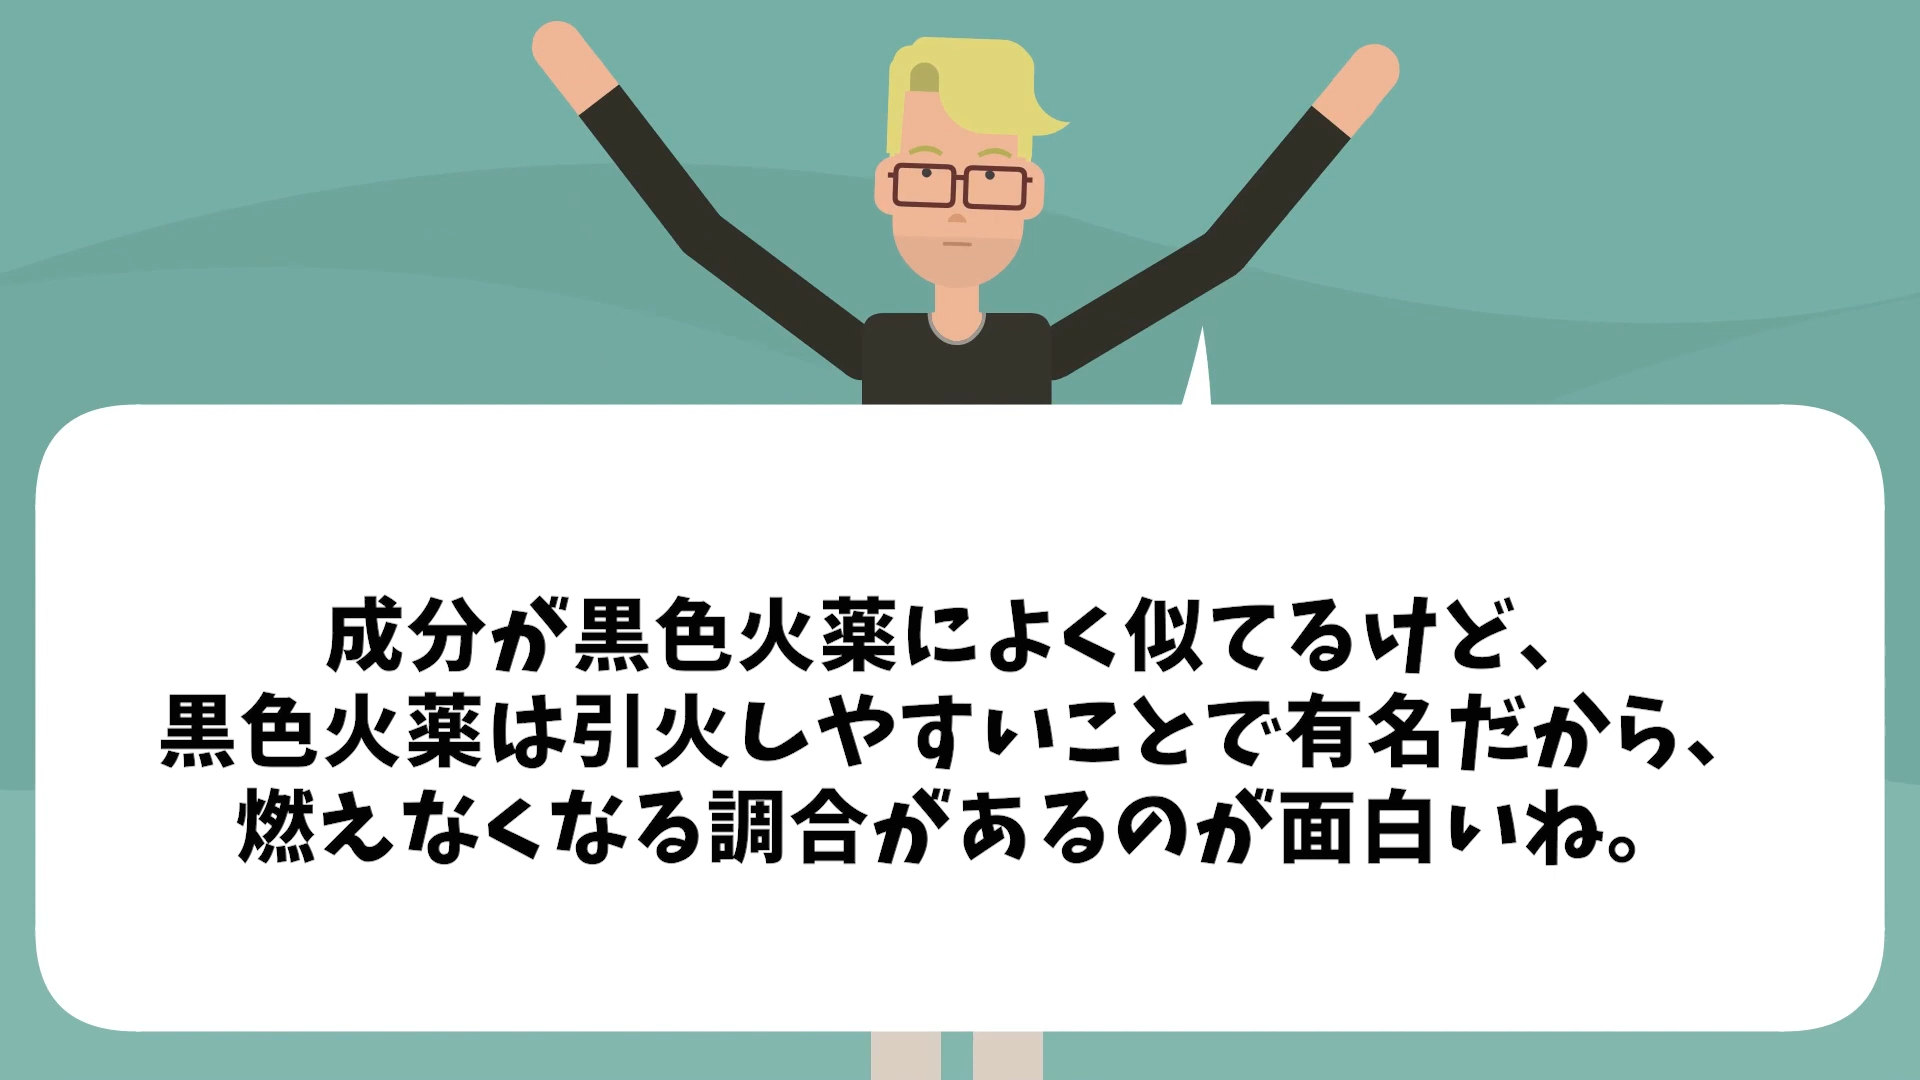 成分が黒色火薬によく似てるけど、
黒色火薬は引火しやすいことで有名だから、
燃えなくなる調合があるのが面白いね。